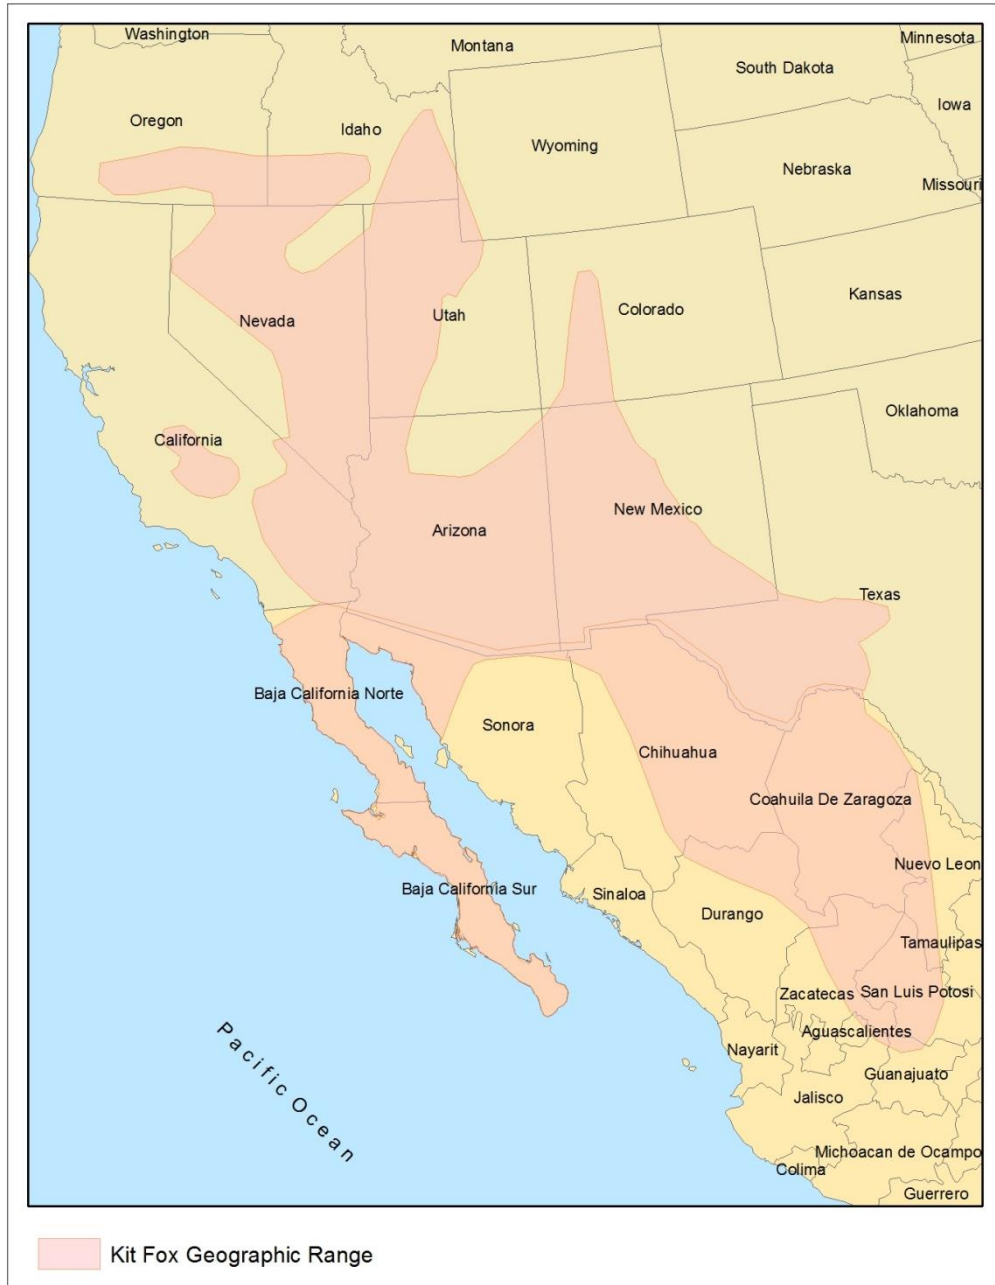 Washington
Montana
Minnesota
South Dakota
Oregon
Idaho
Iowa
Wyoming
Nebraska
Missouri
Nevada
Utah
Colorado
Kansas
California
Oklahoma
Arizona
New Mexico
Texas
Baja California Norte
Sonora
Chihuahua
Coahuila De Zaragoza
Nuevo Leon
Baja California Sur
Sinaloa
Durango
Tamaulipas
Zacatecas
San Luis Potosi
Aguascalientes
Nayarit
Guanajuato
Jalisco
Pacific Ocean
Michoacan de Ocampo
Colima
Guerrero
Kit Fox Geographic Range